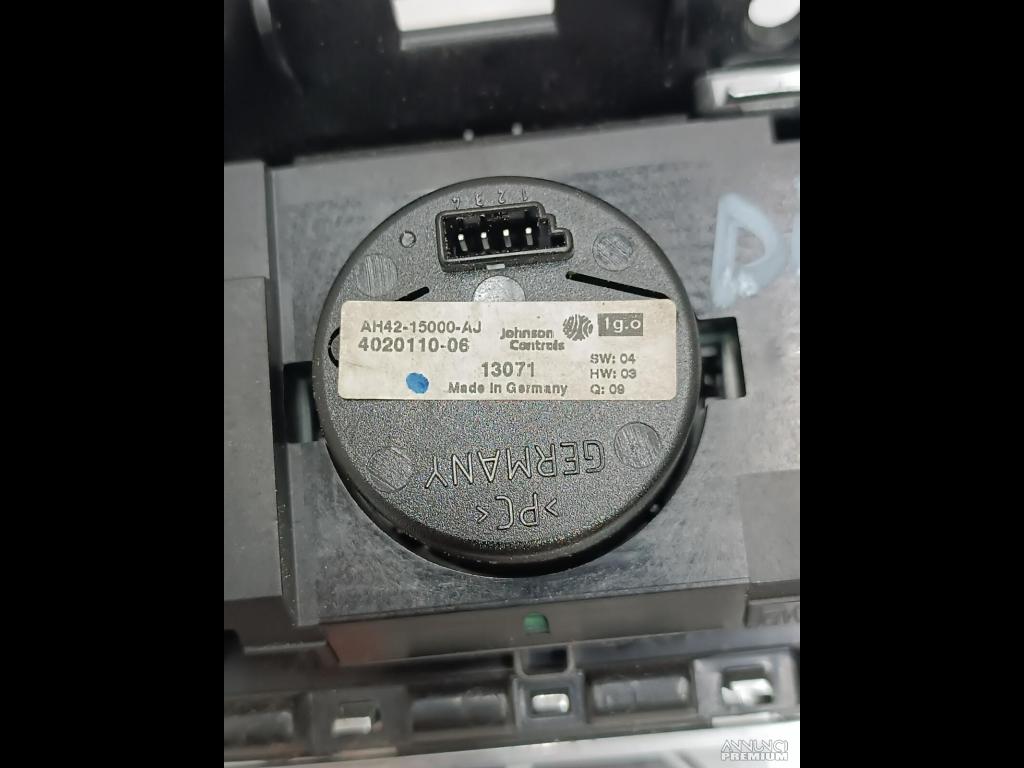 1 2 3 4
AH42-15000-AJ
4020110-06
Johnson
Controls
1g.o
13071
Made in Germany
SW: 04
HW: 03
Q: 09
GERMANY
>PC<
ANNUNCI
PREMIUM